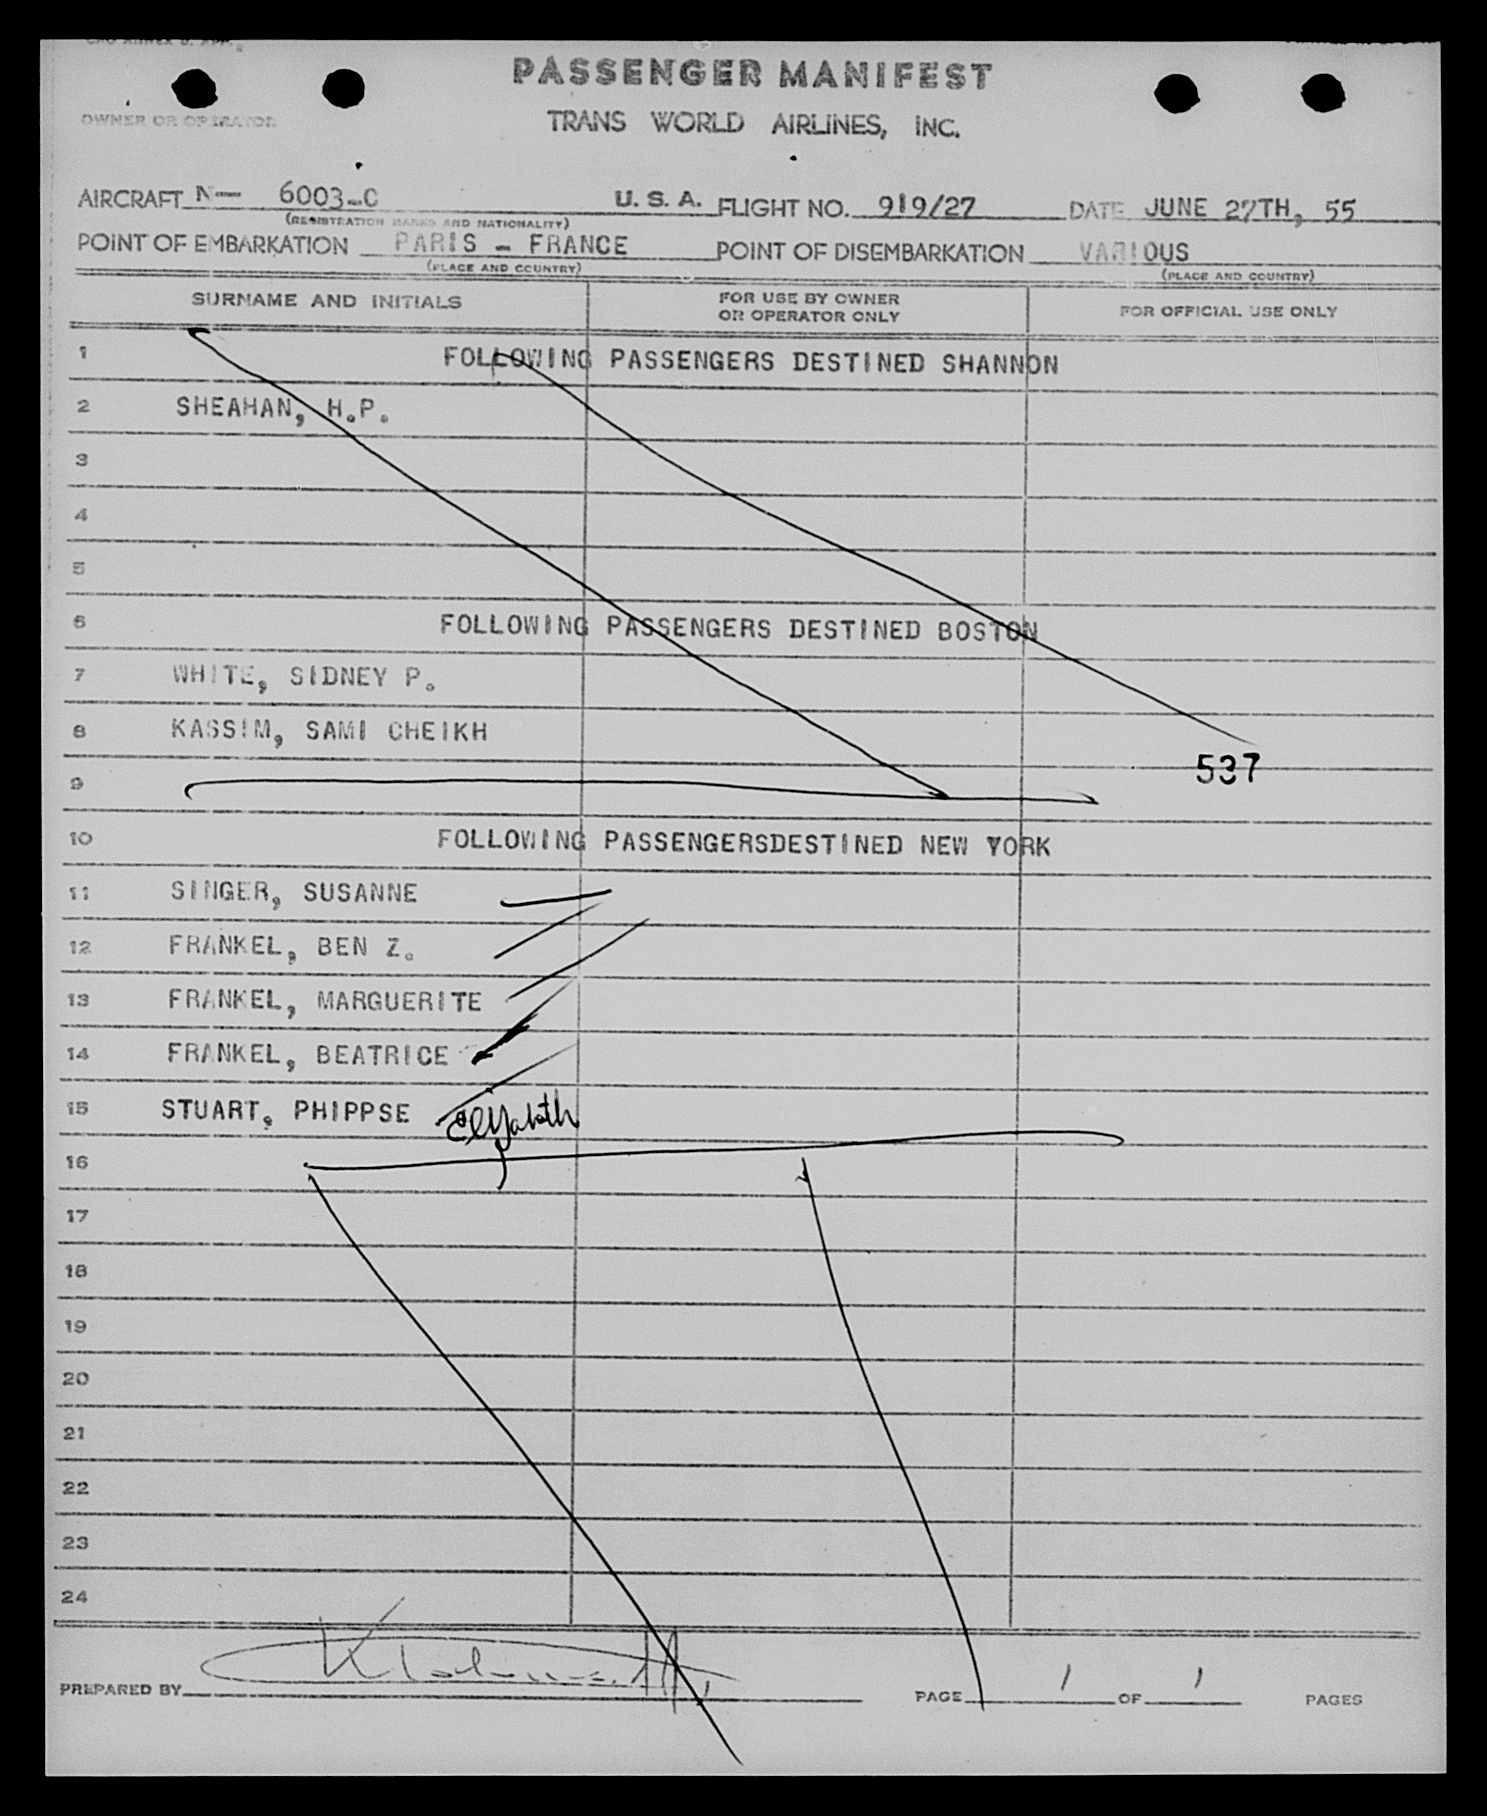 PASSENGER MANIFEST
OWNER OR OPERATOR
TRANS WORLD AIRLINES, INC.
AIRCRAFT N- 6003-C U. S. A. FLIGHT NO. 919/27 DATE JUNE 27TH, 55
(REGISTRATION MARKS AND NATIONALITY)
POINT OF EMBARKATION PARIS - FRANCE POINT OF DISEMBARKATION VARIOUS
(PLACE AND COUNTRY) (PLACE AND COUNTRY)
SURNAME AND INITIALS FOR USE BY OWNER OR OPERATOR ONLY FOR OFFICIAL USE ONLY
1 FOLLOWING PASSENGERS DESTINED SHANNON
2 SHEAHAN, H.P.
3
4
5
6 FOLLOWING PASSENGERS DESTINED BOSTON
7 WHITE, SIDNEY P.
8 KASSIM, SAMI CHEIKH
537
9
10 FOLLOWING PASSENGERSDESTINED NEW YORK
11 SINGER, SUSANNE
12 FRANKEL, BEN Z.
13 FRANKEL, MARGUERITE
14 FRANKEL, BEATRICE
15 STUART, PHIPPSE Elizabeth
16
17
18
19
20
21
22
23
24
PREPARED BY PAGE 1 OF 1 PAGES